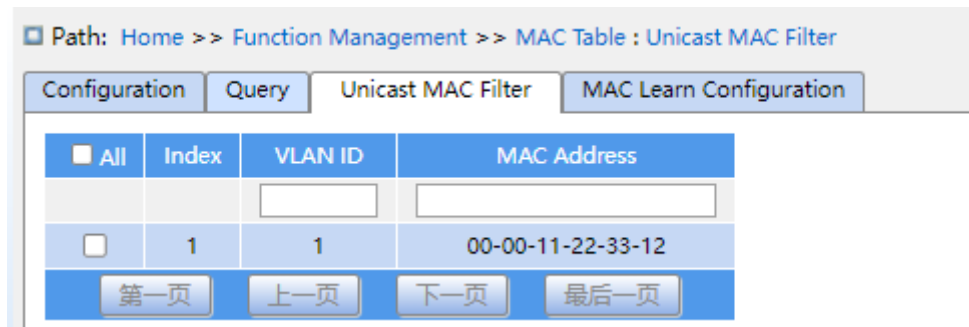 Path: Home >> Function Management >> MAC Table : Unicast MAC Filter
Configuration Query Unicast MAC Filter MAC Learn Configuration
All Index VLAN ID MAC Address
1 1 00-00-11-22-33-12
第一页 上一页 下一页 最后一页